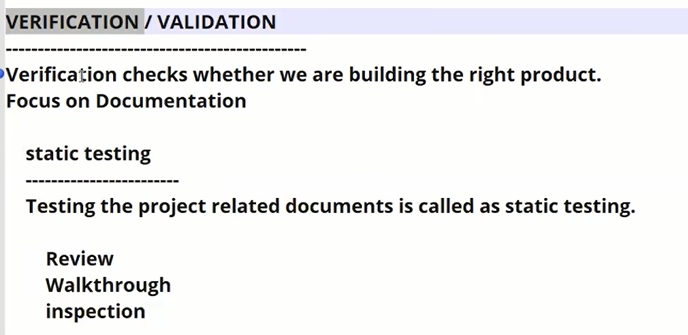 VERIFICATION / VALIDATION
-----------------------------------------------
Verification checks whether we are building the right product.
Focus on Documentation
static testing
------------------------
Testing the project related documents is called as static testing.
Review
Walkthrough
inspection